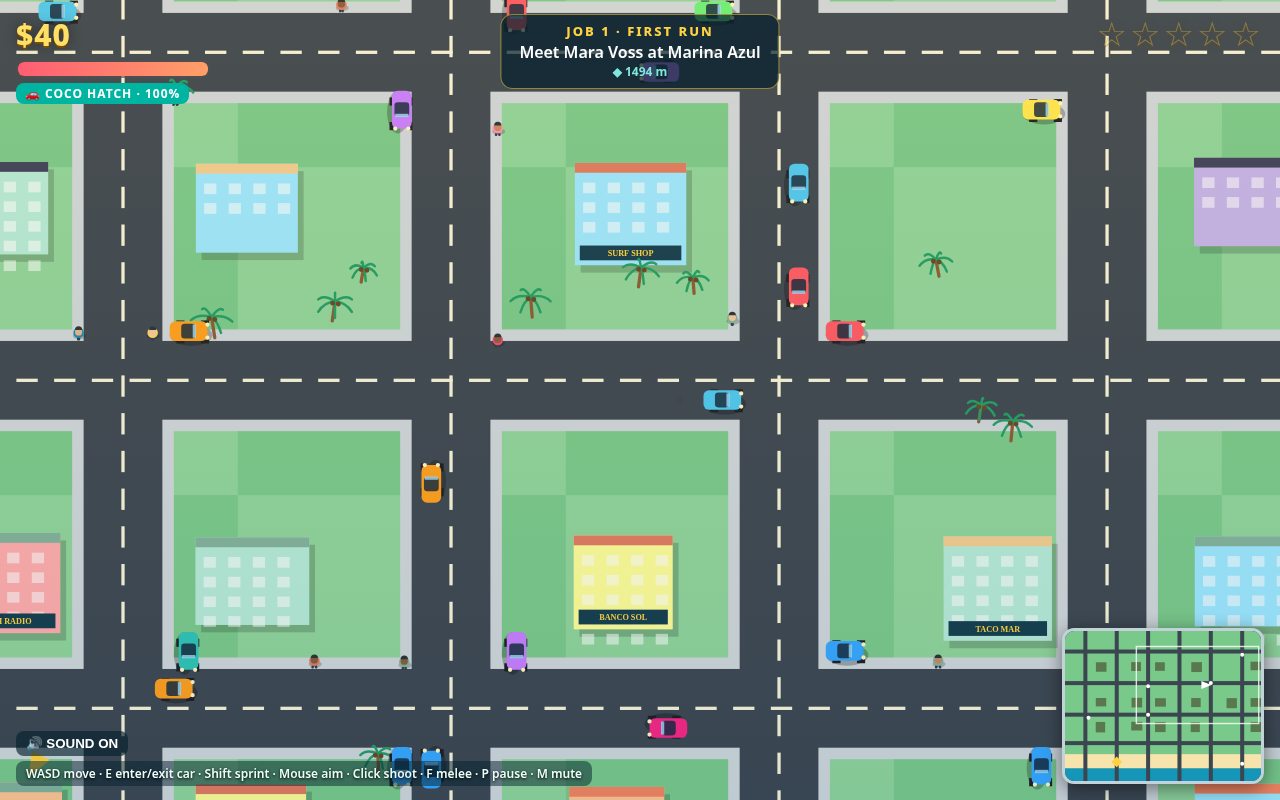 $40
JOB 1 · FIRST RUN
Meet Mara Voss at Marina Azul
◆ 1494 m
COCO HATCH · 100%
SURF SHOP
RADIO
BANCO SOL
TACO MAR
SOUND ON
WASD move · E enter/exit car · Shift sprint · Mouse aim · Click shoot · F melee · P pause · M mute